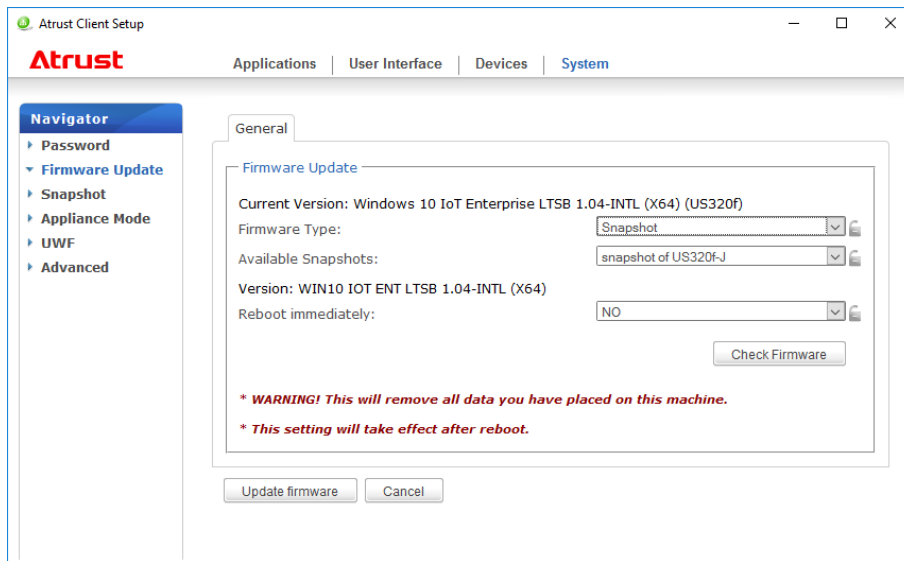 Atrust Client Setup
Atrust
Applications | User Interface | Devices | System
Navigator
Password
Firmware Update
Snapshot
Appliance Mode
UWF
Advanced
General
Firmware Update
Current Version: Windows 10 IoT Enterprise LTSB 1.04-INTL (X64) (US320f)
Firmware Type: Snapshot
Available Snapshots: snapshot of US320f-J
Version: WIN10 IOT ENT LTSB 1.04-INTL (X64)
Reboot immediately: NO
Check Firmware
* WARNING! This will remove all data you have placed on this machine.
* This setting will take effect after reboot.
Update firmware Cancel